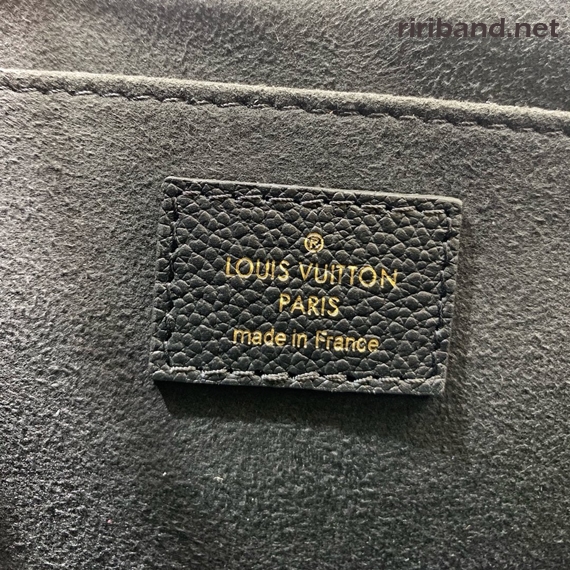 ririband.net
®
LOUIS VUITTON
PARIS
made in France